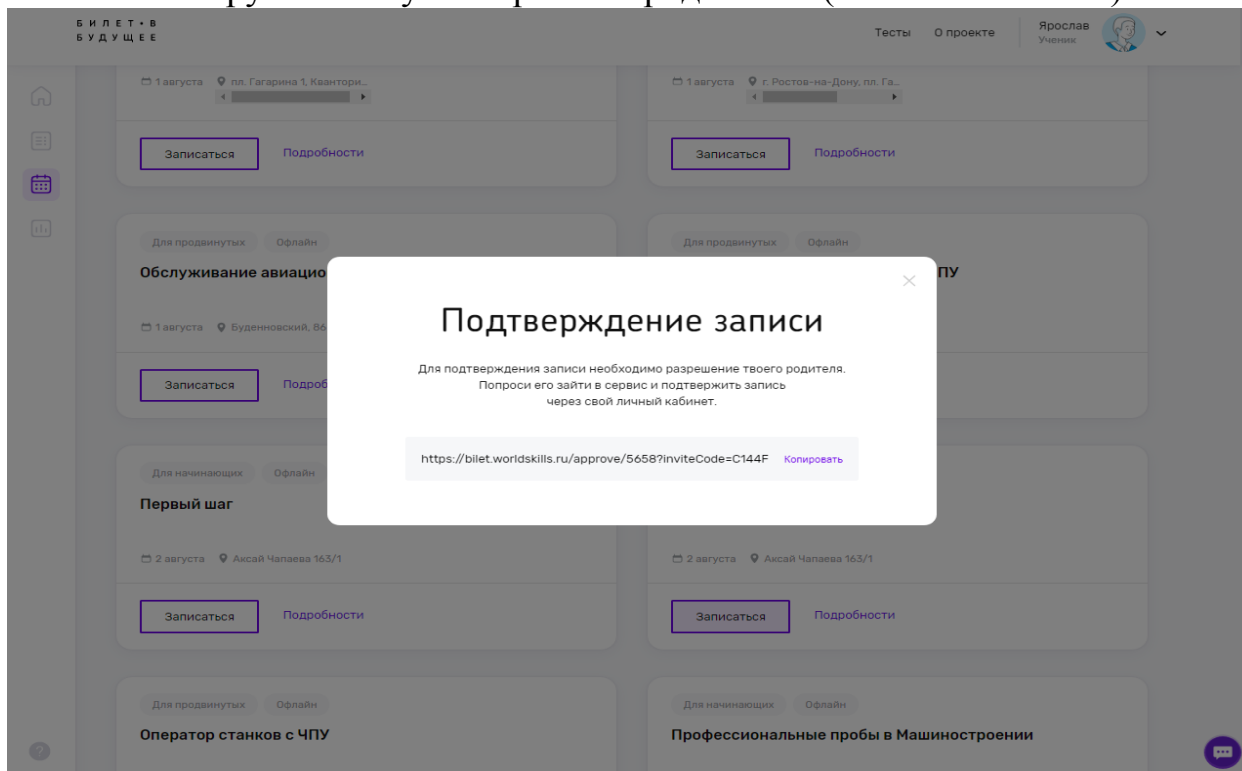 БИЛЕТ•В
БУДУЩЕЕ
Тесты О проекте Ярослав
Ученик
1 августа пл. Гагарина 1, Квантори...
1 августа г. Ростов-на-Дону, пл. Га...
Записаться Подробности
Записаться Подробности
Для продвинутых Офлайн
Обслуживание авиацио
1 августа Буденновский, 86
Записаться Подроб
Для продвинутых Офлайн
ПУ
Подтверждение записи
Для подтверждения записи необходимо разрешение твоего родителя.
Попроси его зайти в сервис и подтвержить запись
через свой личный кабинет.
https://bilet.worldskills.ru/approve/5658?inviteCode=C144F Копировать
Для начинающих Офлайн
Первый шаг
2 августа Аксай Чапаева 163/1
2 августа Аксай Чапаева 163/1
Записаться Подробности
Записаться Подробности
Для продвинутых Офлайн
Оператор станков с ЧПУ
Для начинающих Офлайн
Профессиональные пробы в Машиностроении